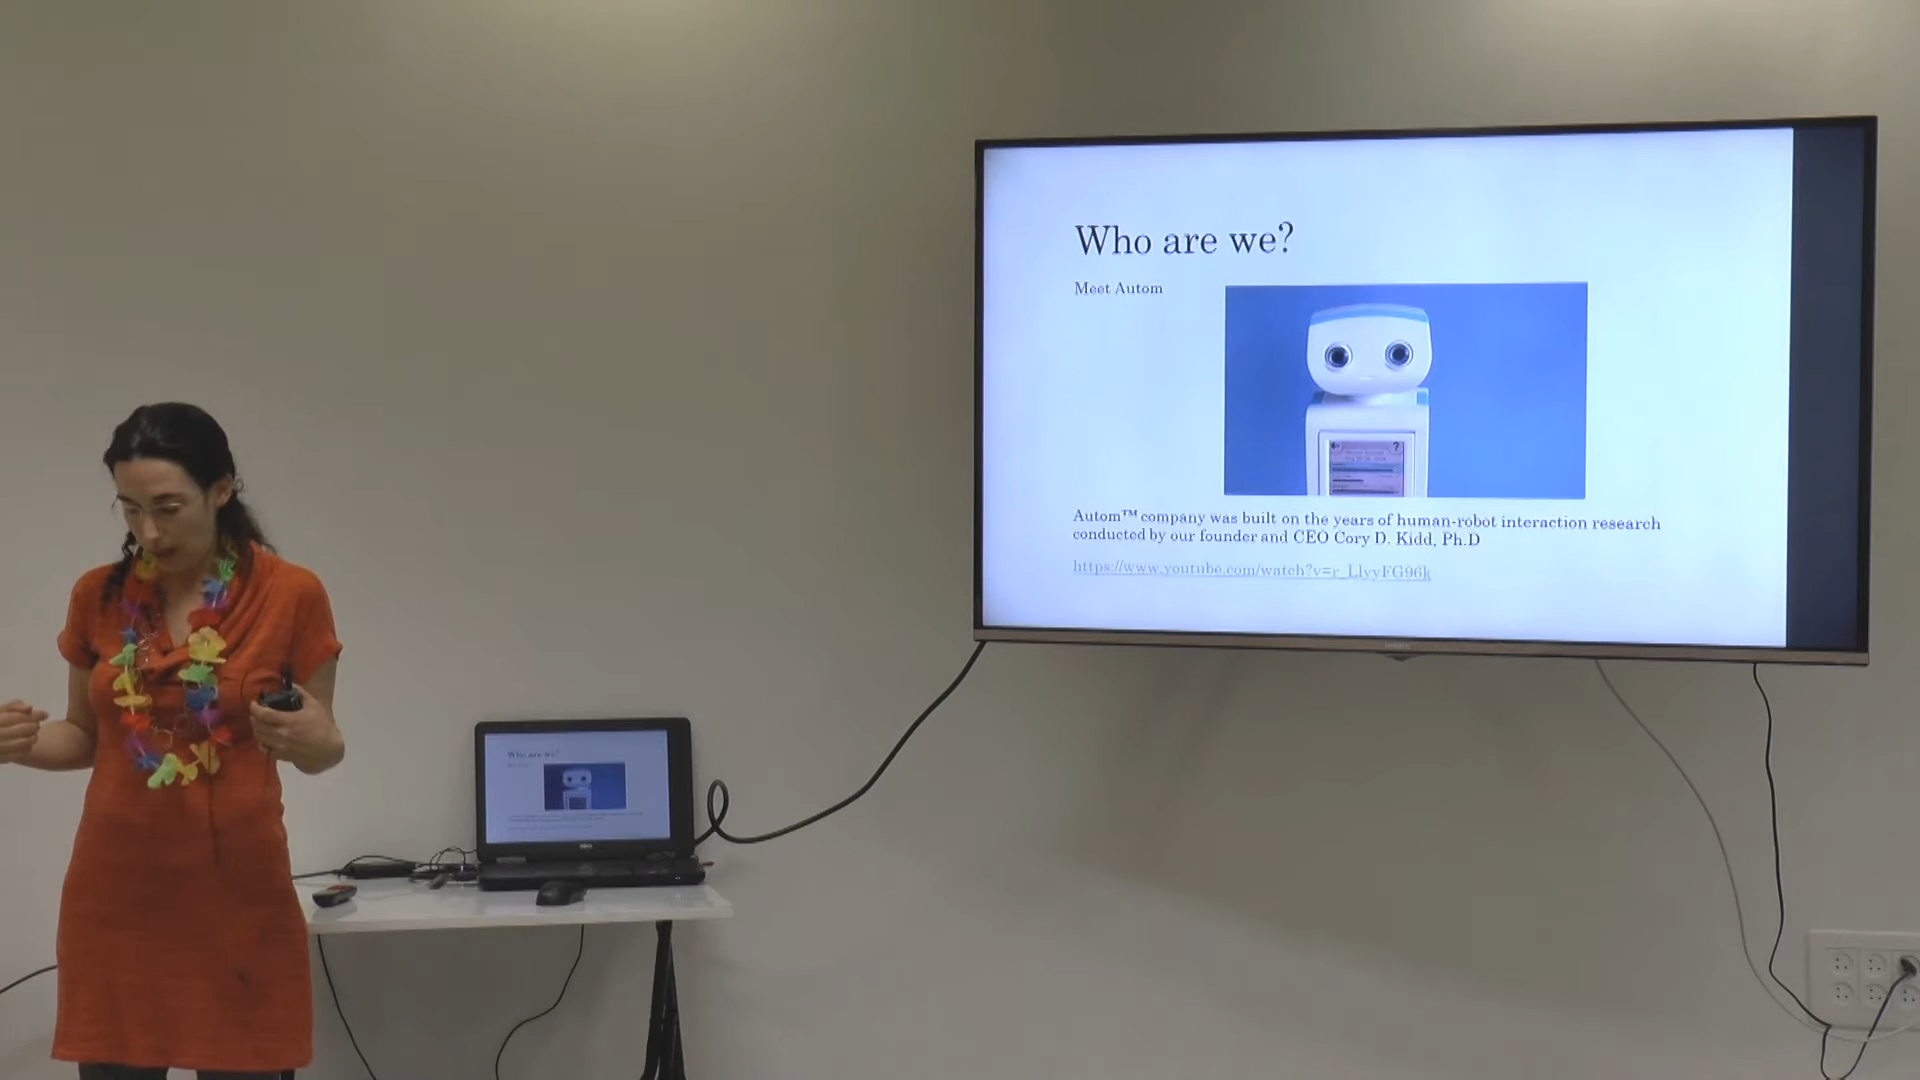 Who are we?
Meet Autom
?
Autom™ company was built on the years of human-robot interaction research
conducted by our founder and CEO Cory D. Kidd, Ph.D
https://www.youtube.com/watch?v=r_LlyyFG96k
Who are we?